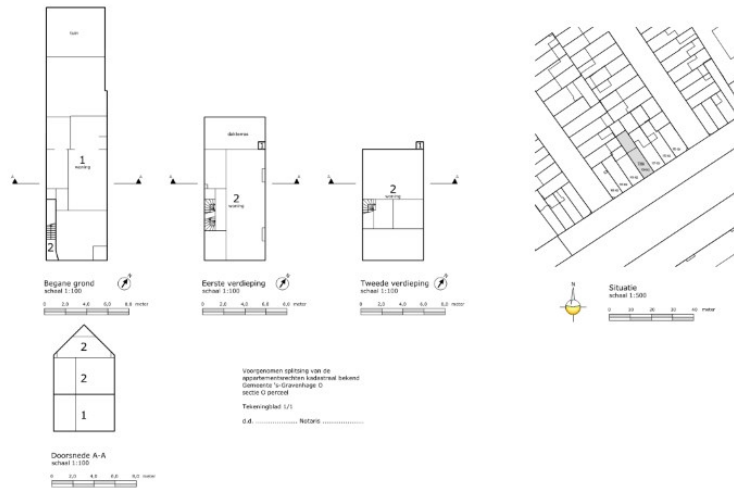 tuin
1
woning
2
A A
Begane grond
schaal 1:100
0 2,0 4,0 6,0 8,0 meter
dakterras
1
2
woning
A A
Eerste verdieping
schaal 1:100
0 2,0 4,0 6,0 8,0 meter
1
2
woning
A A
Tweede verdieping
schaal 1:100
0 2,0 4,0 6,0 8,0 meter
N
Situatie
schaal 1:500
0 10 20 30 40 meter
2
2
1
Doorsnede A-A
schaal 1:100
0 2,0 4,0 6,0 8,0 meter
Voorgenomen splitsing van de
appartementsrechten kadastraal bekend
Gemeente 's-Gravenhage O
sectie O perceel
Tekeningblad 1/1
d.d. .................. Notaris ..................